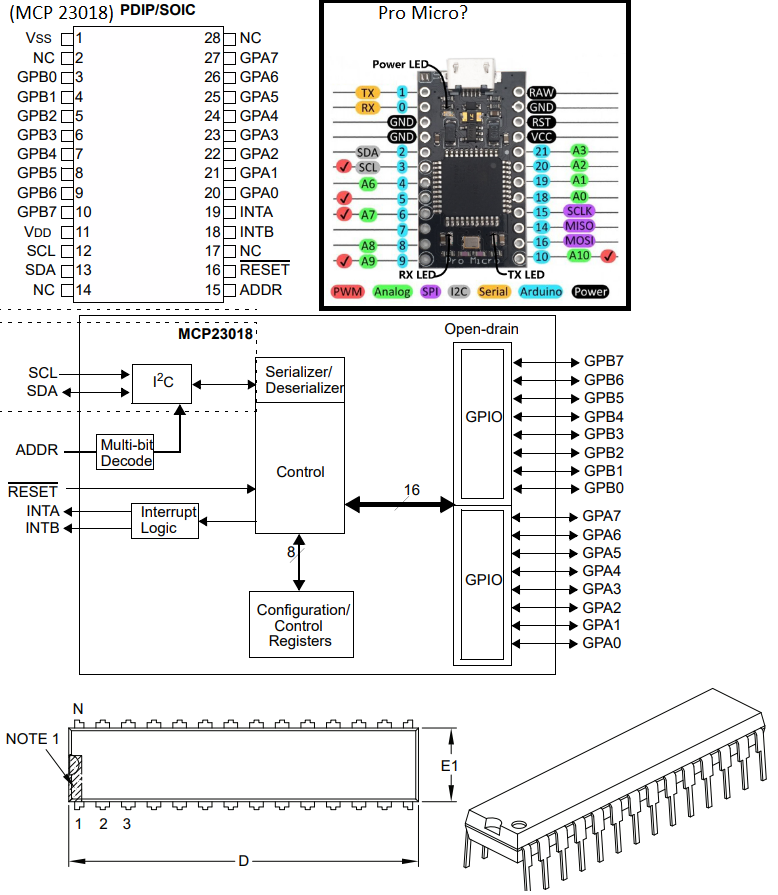 (MCP 23018) PDIP/SOIC
VSS 1 28 NC
NC 2 27 GPA7
GPB0 3 26 GPA6
GPB1 4 25 GPA5
GPB2 5 24 GPA4
GPB3 6 23 GPA3
GPB4 7 22 GPA2
GPB5 8 21 GPA1
GPB6 9 20 GPA0
GPB7 10 19 INTA
VDD 11 18 INTB
SCL 12 17 NC
SDA 13 16 RESET
NC 14 15 ADDR
Pro Micro?
Power LED
TX 1 RAW
RX 0 GND
GND RST
GND VCC
SDA 2 21 A3
SCL 3 20 A2
A6 4 19 A1
5 18 A0
A7 6 15 SCLK
7 14 MISO
A8 8 16 MOSI
A9 9 10 A10
RX LED Pro Micro TX LED
PWM Analog SPI I2C Serial Arduino Power
MCP23018
Open-drain
SCL
SDA
I2C
Serializer/
Deserializer
ADDR
Multi-bit
Decode
Control
RESET
INTA
INTB
Interrupt
Logic
16
8
Configuration/
Control
Registers
GPIO
GPB7
GPB6
GPB5
GPB4
GPB3
GPB2
GPB1
GPB0
GPIO
GPA7
GPA6
GPA5
GPA4
GPA3
GPA2
GPA1
GPA0
N
NOTE 1
E1
1 2 3
D